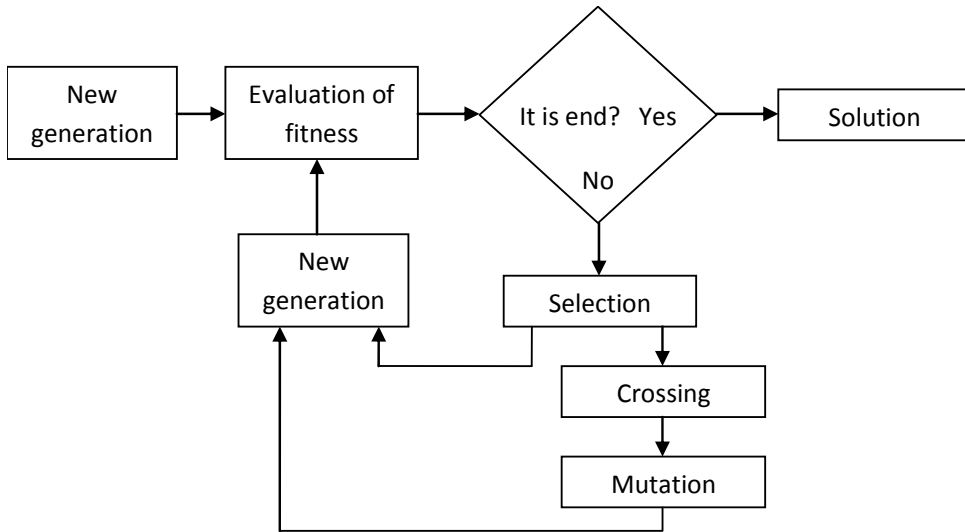 New
generation
Evaluation of
fitness
It is end? Yes
No
Solution
New
generation
Selection
Crossing
Mutation